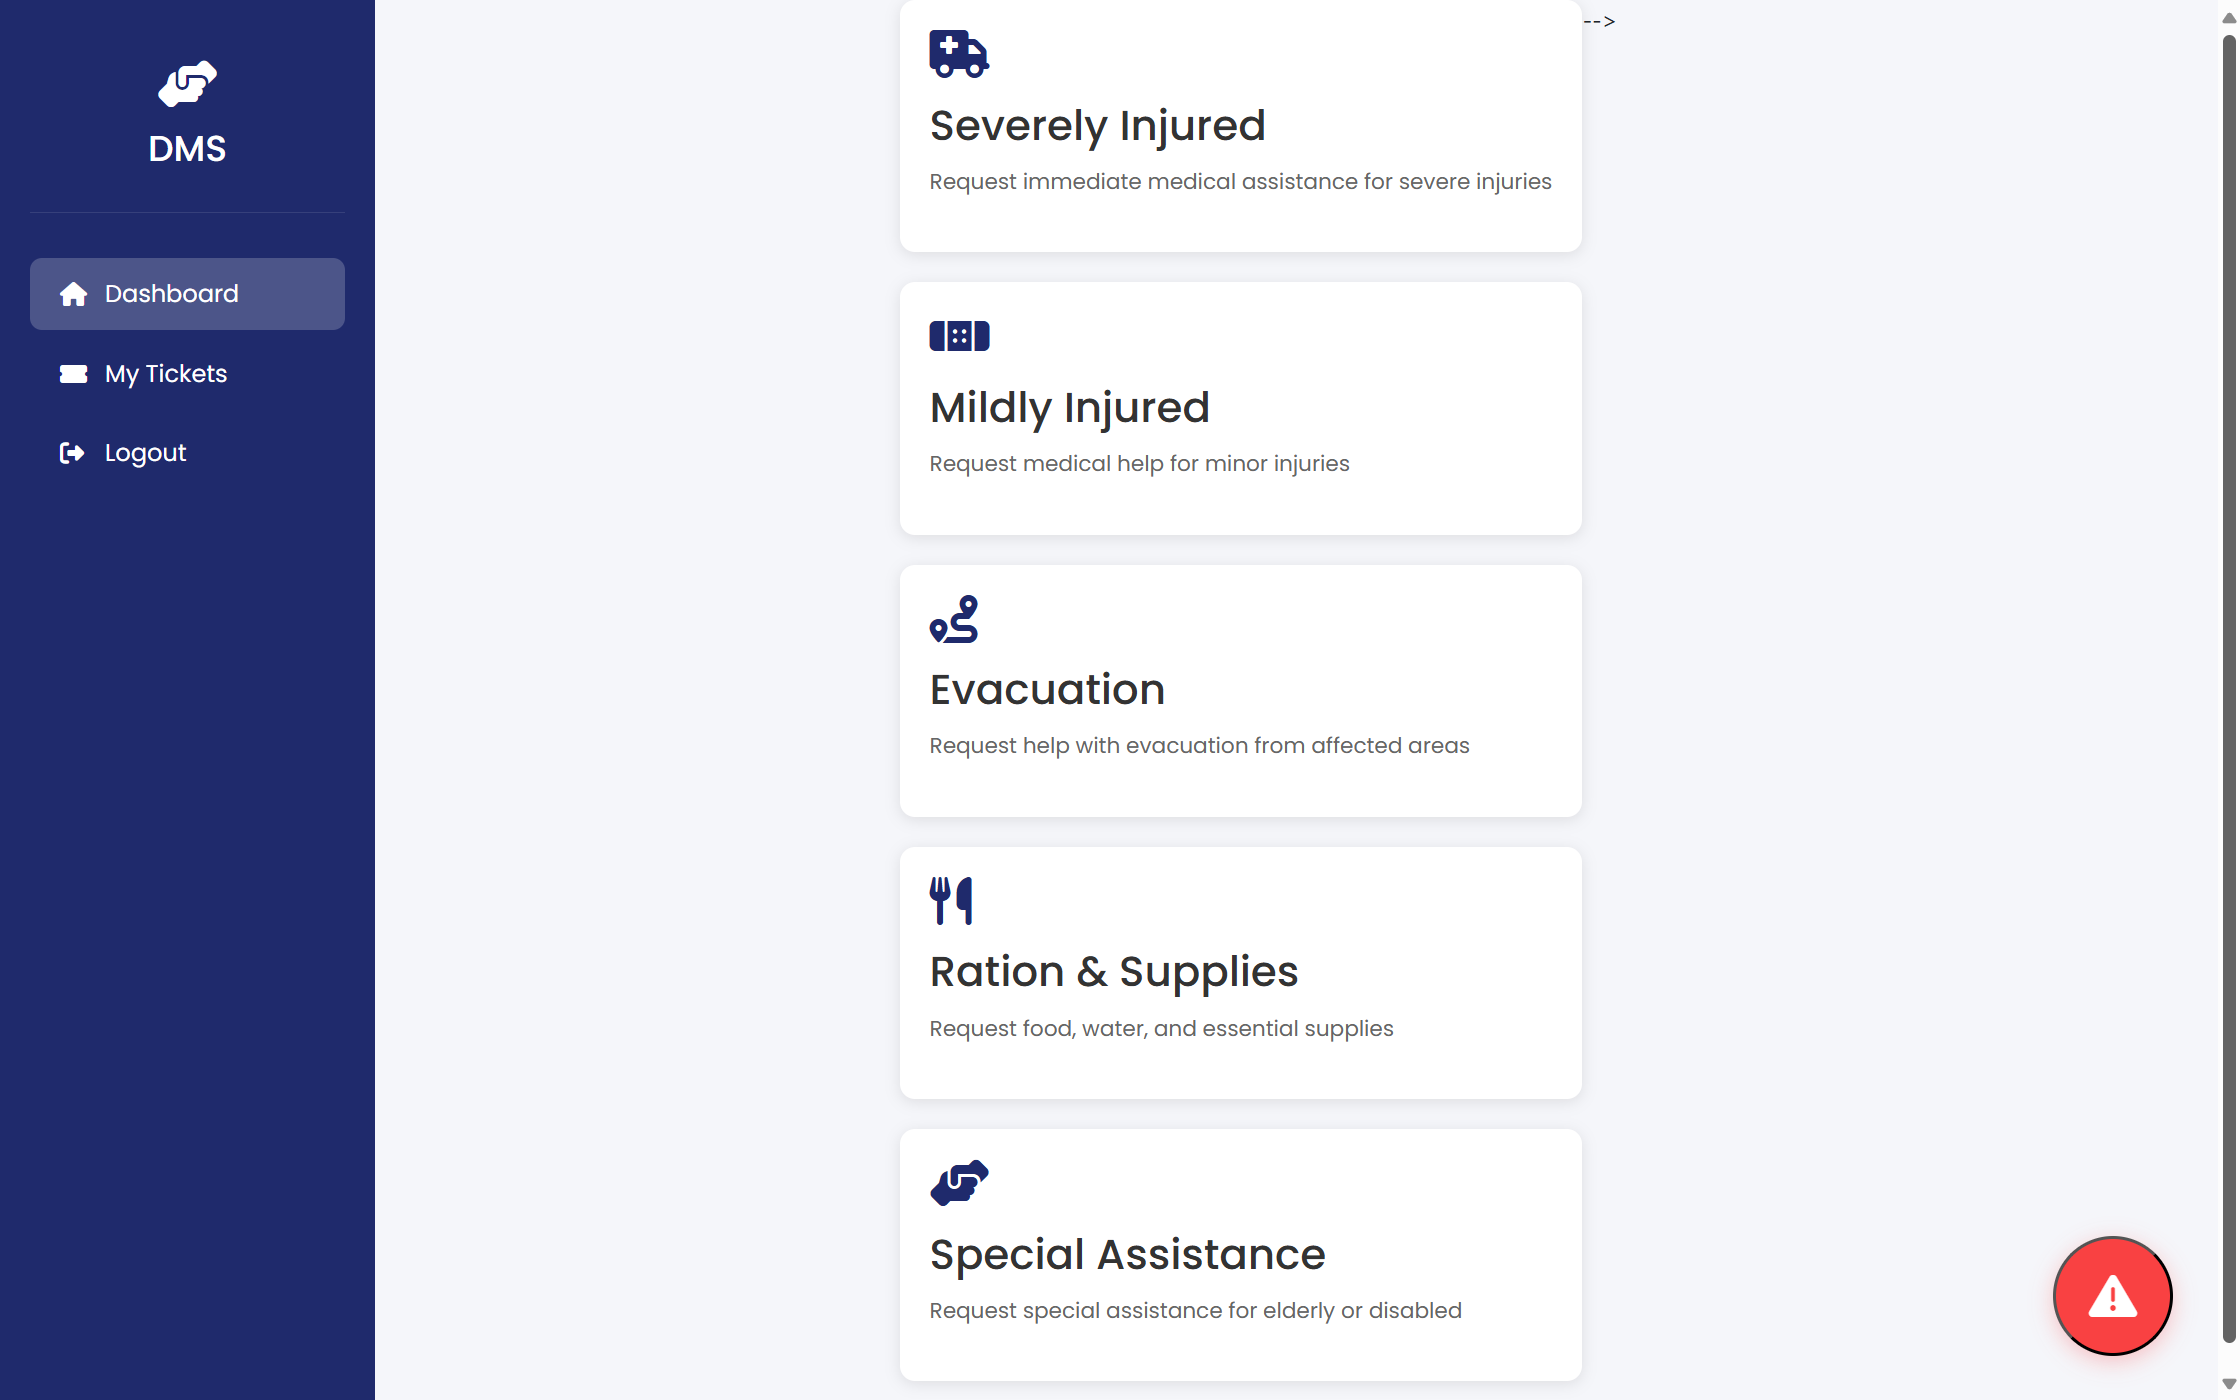 DMS
Dashboard
My Tickets
Logout
-->
Severely Injured
Request immediate medical assistance for severe injuries
Mildly Injured
Request medical help for minor injuries
Evacuation
Request help with evacuation from affected areas
Ration & Supplies
Request food, water, and essential supplies
Special Assistance
Request special assistance for elderly or disabled